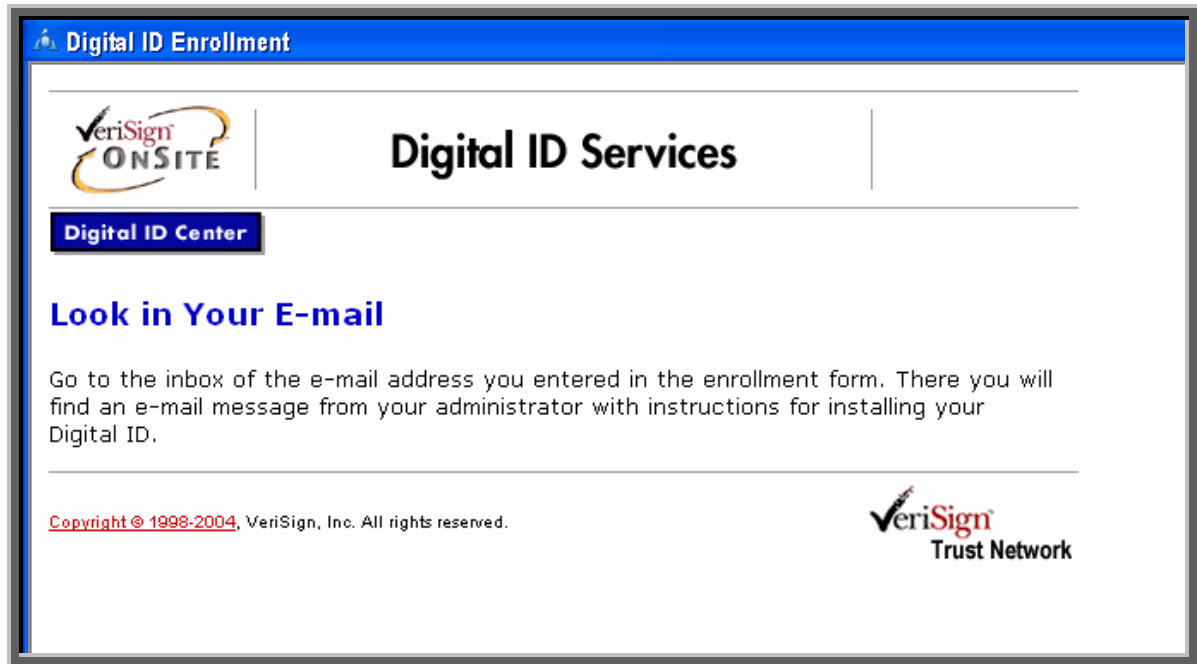 Digital ID Enrollment
VeriSign
ONSITE
Digital ID Services
Digital ID Center
Look in Your E-mail
Go to the inbox of the e-mail address you entered in the enrollment form. There you will
find an e-mail message from your administrator with instructions for installing your
Digital ID.
Copyright © 1998-2004, VeriSign, Inc. All rights reserved.
VeriSign
Trust Network